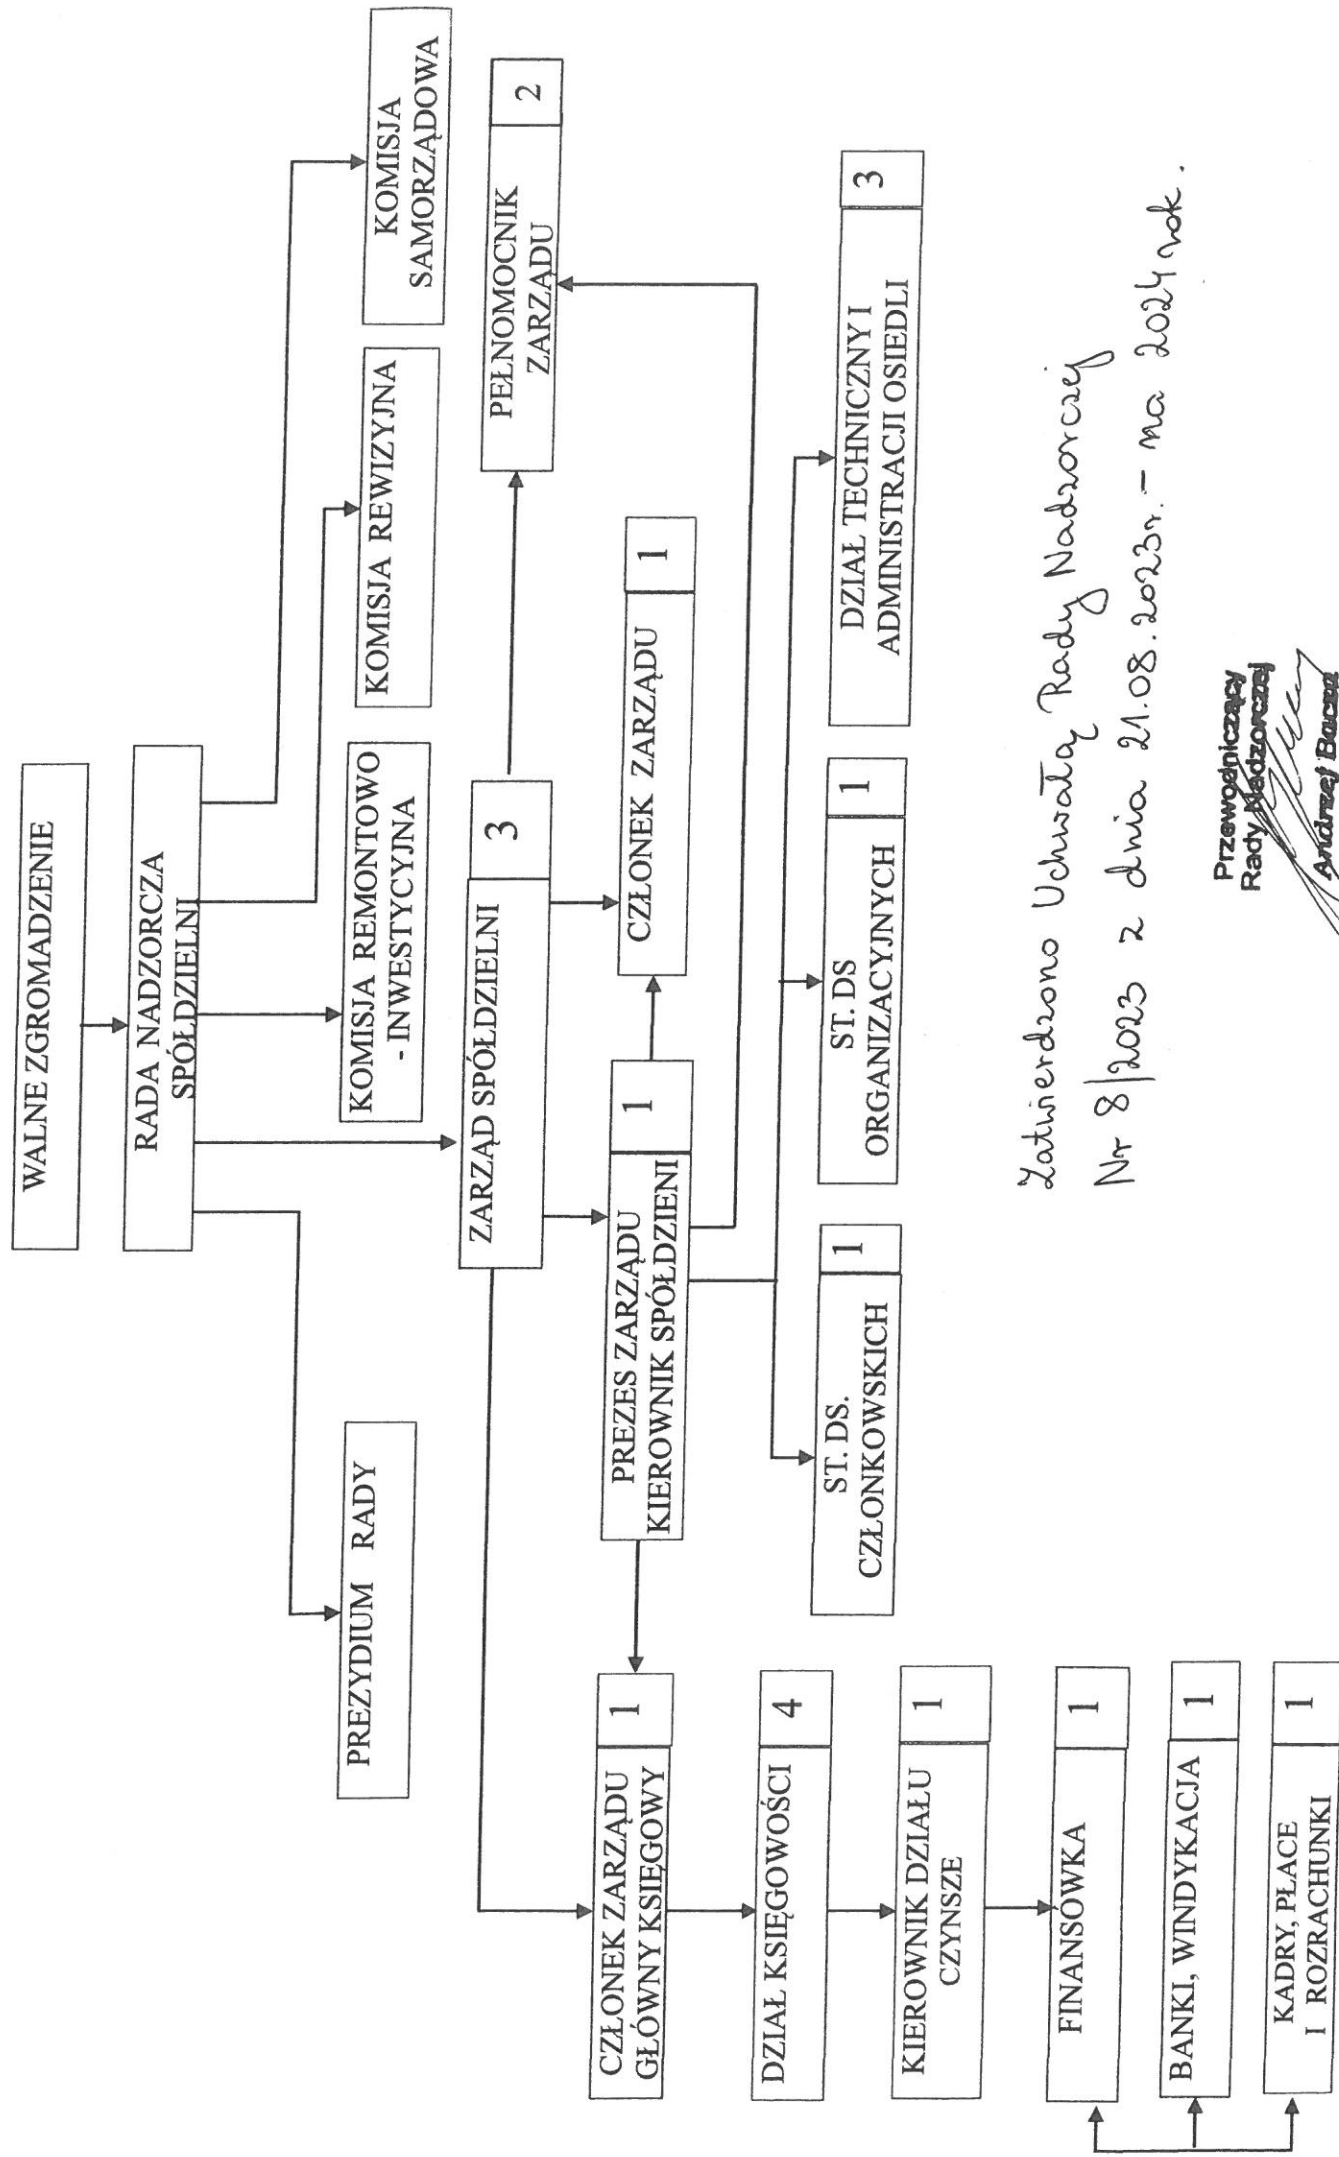 WALNE ZGROMADZENIE
RADA NADZORCZA
SPÓŁDZIELNI
PREZYDIUM RADY
KOMISJA REMONTOWO
- INWESTYCYJNA
KOMISJA REWIZYJNA
KOMISJA
SAMORZĄDOWA
ZARZĄD SPÓŁDZIELNI 3
PEŁNOMOCNIK
ZARZĄDU
2
CZŁONEK ZARZĄDU
GŁÓWNY KSIĘGOWY
1
PREZES ZARZĄDU
KIEROWNIK SPÓŁDZIENI
1
CZŁONEK ZARZĄDU 1
DZIAŁ KSIĘGOWOŚCI 4
ST. DS.
CZŁONKOWSKICH
1
ST. DS
ORGANIZACYJNYCH
1
DZIAŁ TECHNICZNY I
ADMINISTRACJI OSIEDLI
3
KIEROWNIK DZIAŁU
CZYNSZE
1
FINANSÓWKA 1
BANKI, WINDYKACJA 1
KADRY, PŁACE
I ROZRACHUNKI
1
Zatwierdzono Uchwałą Rady Nadzorczej
Nr 8/2023 z dnia 21.08.2023r. - na 2024 rok.
Przewodniczący
Rady Nadzorczej
Andrzej Bacza